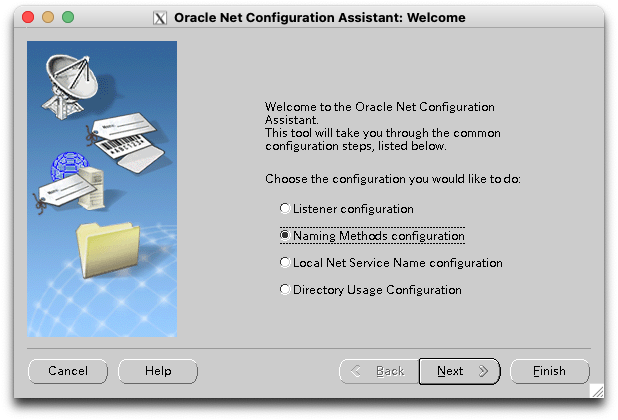 Oracle Net Configuration Assistant: Welcome
Welcome to the Oracle Net Configuration
Assistant.
This tool will take you through the common
configuration steps, listed below.
Choose the configuration you would like to do:
Listener configuration
Naming Methods configuration
Local Net Service Name configuration
Directory Usage Configuration
Cancel
Help
Back
Next
Finish